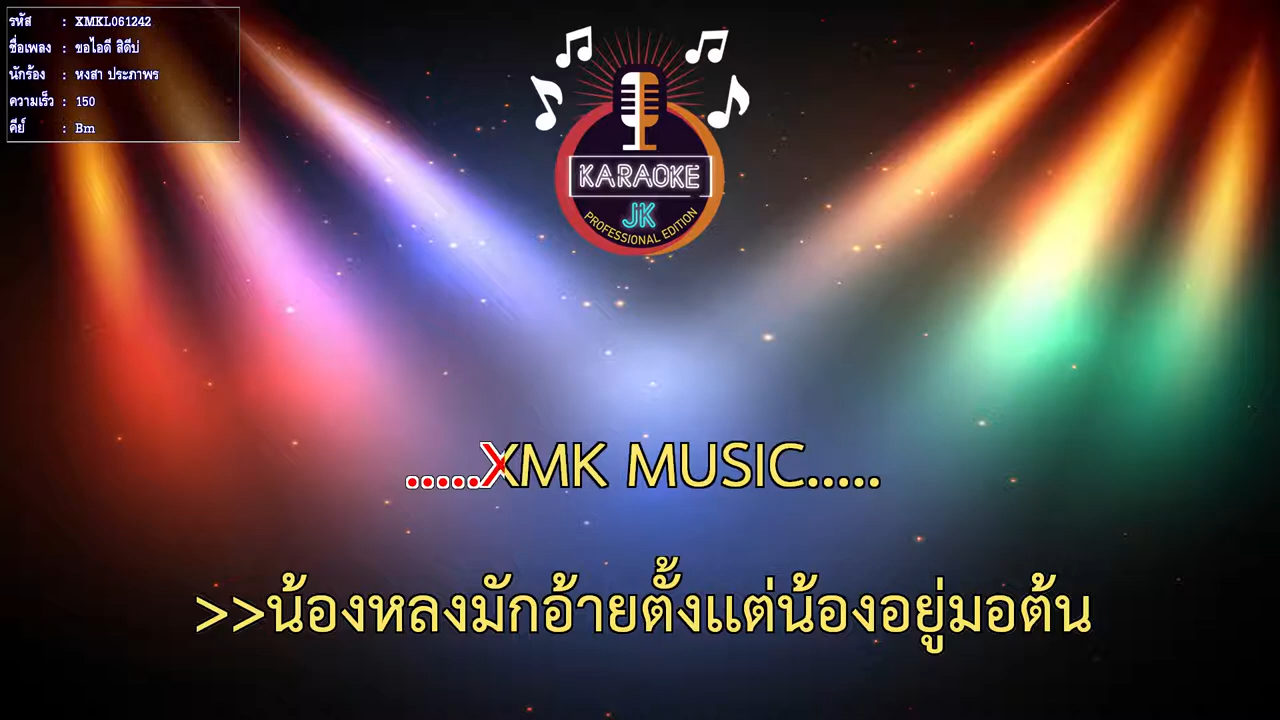 รหัส : XMKL061242
ชื่อเพลง : ขอไอดี สิดีบ่
นักร้อง : หงสา ประภาพร
ความเร็ว : 150
คีย์ : Bm
KARAOKE
JK
PROFESSIONAL EDITION
.....XMK MUSIC.....
>>น้องหลงมักอ้ายตั้งแต่น้องอยู่มอต้น